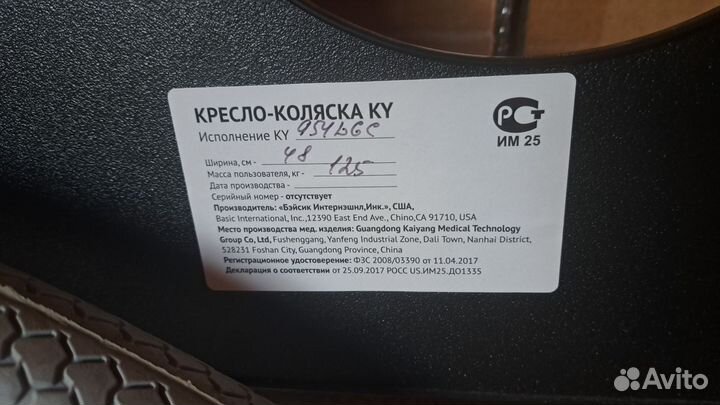 КРЕСЛО-КОЛЯСКА KY
Исполнение KY 954LGC
Ширина, см - 48
Масса пользователя, кг - 125
Дата производства -
Серийный номер - отсутствует
Производитель: «Бэйсик Интернэшнл,Инк.», США,
Basic International, Inc.,12390 East End Ave., Chino,CA 91710, USA
Место производства мед. изделия: Guangdong Kaiyang Medical Technology
Group Co, Ltd, Fushenggang, Yanfeng Industrial Zone, Dali Town, Nanhai District,
528231 Foshan City, Guangdong Province, China
Регистрационное удостоверение: ФЗС 2008/03390 от 11.04.2017
Декларация о соответствии от 25.09.2017 РОСС US.ИМ25.ДО1335
РСТ
ИМ 25
Avito